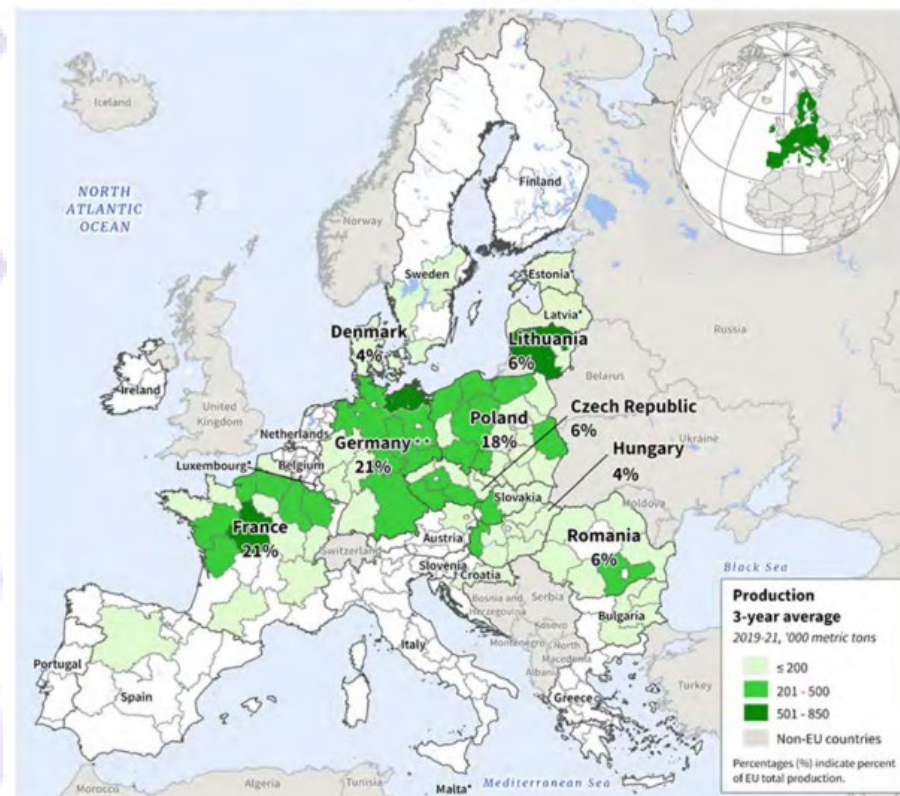 Iceland
NORTH
ATLANTIC
OCEAN
Norway
Finland
Sweden
Estonia*
Latvia*
Russia
Denmark
4%
Lithuania
6%
Belarus
Ireland
United
Kingdom
Netherlands
Germany**
21%
Poland
18%
Czech Republic
6%
Ukraine
Hungary
4%
Luxembourg*
Belgium
Slovakia
Moldova
France
21%
Switzerland
Austria
Romania
6%
Slovenia
Croatia
Bosnia and
Herzegovina
Serbia
Black Sea
Kosovo
Bulgaria
Montenegro
North
Macedonia
Albania
Italy
Portugal
Spain
Greece
Turkey
Morocco
Algeria
Tunisia
Malta*
Mediterranean Sea
Production
3-year average
2019-21, '000 metric tons
≤ 200
201 - 500
501 - 850
Non-EU countries
Percentages (%) indicate percent
of EU total production.